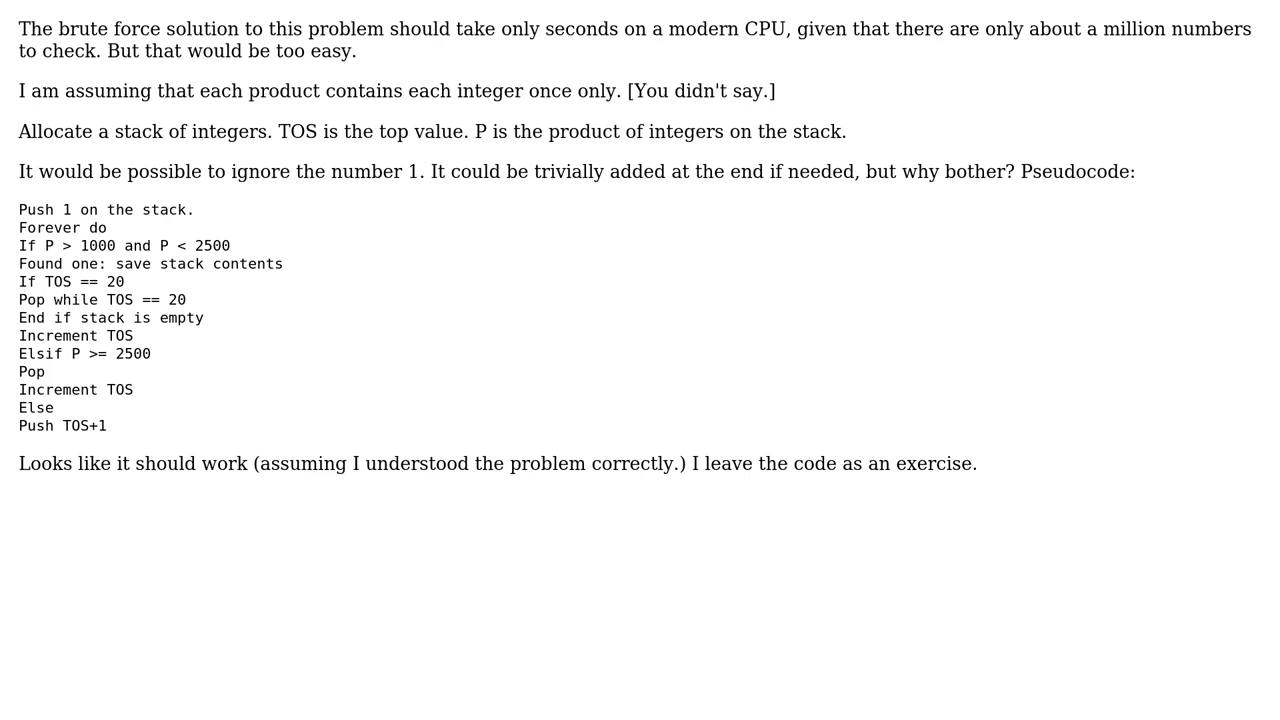 The brute force solution to this problem should take only seconds on a modern CPU, given that there are only about a million numbers
to check. But that would be too easy.
I am assuming that each product contains each integer once only. [You didn't say.]
Allocate a stack of integers. TOS is the top value. P is the product of integers on the stack.
It would be possible to ignore the number 1. It could be trivially added at the end if needed, but why bother? Pseudocode:
Push 1 on the stack.
Forever do
If P > 1000 and P < 2500
Found one: save stack contents
If TOS == 20
Pop while TOS == 20
End if stack is empty
Increment TOS
Elsif P >= 2500
Pop
Increment TOS
Else
Push TOS+1
Looks like it should work (assuming I understood the problem correctly.) I leave the code as an exercise.